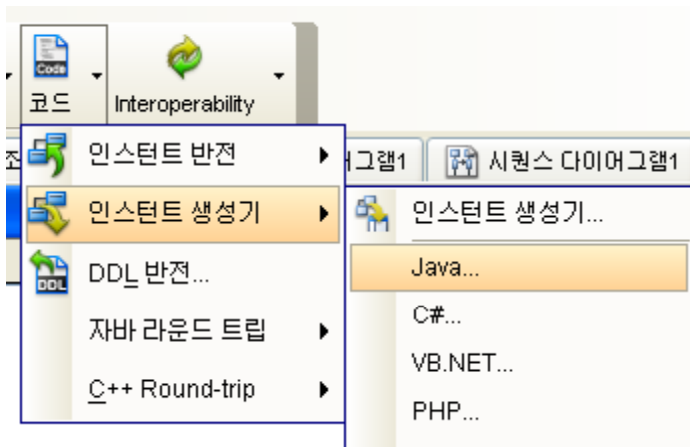 Code
코드
Interoperability
조
인스턴트 반전
어그램1
시퀀스 다이어그램1
인스턴트 생성기
인스턴트 생성기...
DDL
DDL 반전...
Java...
자바 라운드 트립
C#...
C++ Round-trip
VB.NET...
PHP...